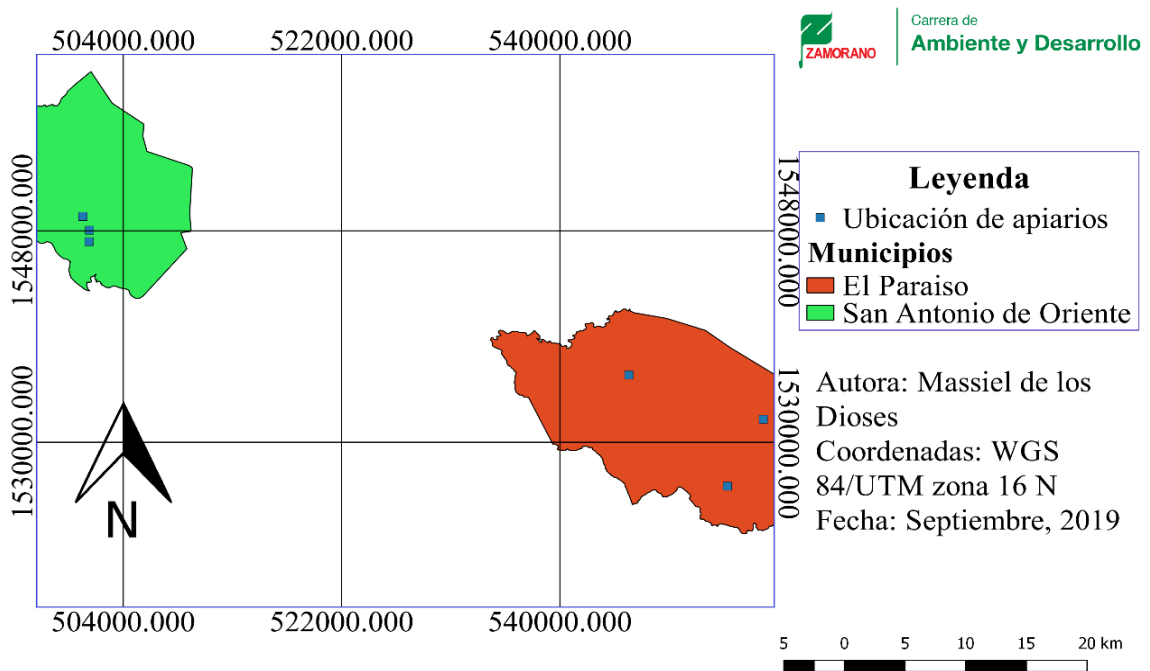 504000.000
522000.000
540000.000
ZAMORANO
Carrera de
Ambiente y Desarrollo
1548000.000
1530000.000
1548000.000
1530000.000
Leyenda
Ubicación de apiarios
Municipios
El Paraiso
San Antonio de Oriente
Autora: Massiel de los
Dioses
Coordenadas: WGS
84/UTM zona 16 N
Fecha: Septiembre, 2019
N
504000.000
522000.000
540000.000
5 0 5 10 15 20 km